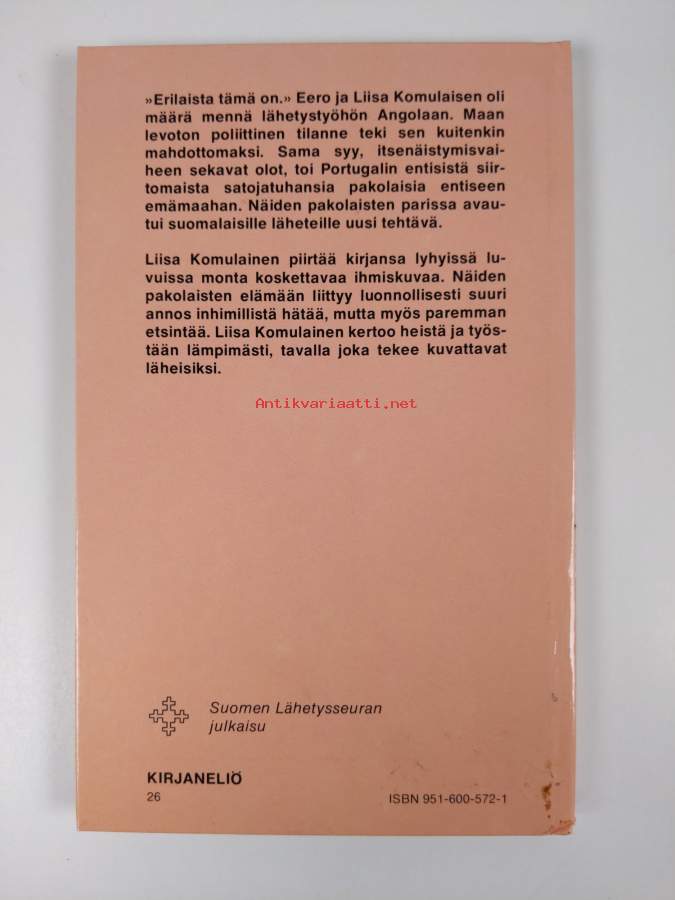 »Erilaista tämä on.» Eero ja Liisa Komulaisen oli
määrä mennä lähetystyöhön Angolaan. Maan
levoton poliittinen tilanne teki sen kuitenkin
mahdottomaksi. Sama syy, itsenäistymisvai-
heen sekavat olot, toi Portugalin entisistä siir-
tomaista satojatuhansia pakolaisia entiseen
emämaahan. Näiden pakolaisten parissa avau-
tui suomalaisille läheteille uusi tehtävä.
Liisa Komulainen piirtää kirjansa lyhyissä lu-
vuissa monta koskettavaa ihmiskuvaa. Näiden
pakolaisten elämään liittyy luonnollisesti suuri
annos inhimillistä hätää, mutta myös paremman
etsintää. Liisa Komulainen kertoo heistä ja työs-
tään lämpimästi, tavalla joka tekee kuvattavat
läheisiksi.
Antikvariaatti.net
Suomen Lähetysseuran
julkaisu
KIRJANELIÖ
26 ISBN 951-600-572-1